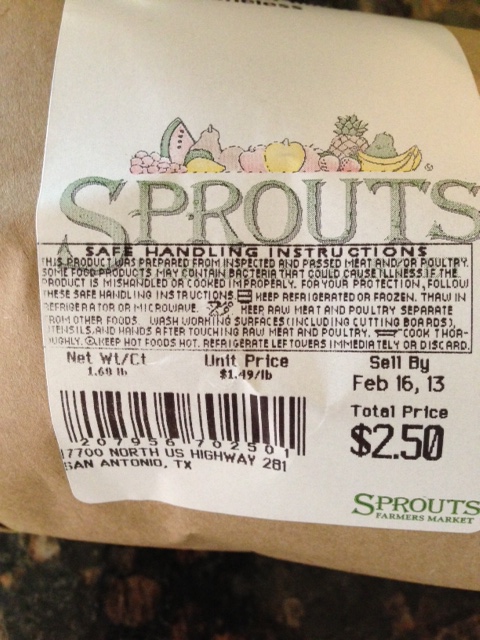 SPROUTS
SAFE HANDLING INSTRUCTIONS
THIS PRODUCT WAS PREPARED FROM INSPECTED AND PASSED MEAT AND/OR POULTRY.
SOME FOOD PRODUCTS MAY CONTAIN BACTERIA THAT COULD CAUSE ILLNESS IF THE
PRODUCT IS MISHANDLED OR COOKED IMPROPERLY. FOR YOUR PROTECTION, FOLLOW
THESE SAFE HANDLING INSTRUCTIONS. KEEP REFRIGERATED OR FROZEN. THAW IN
REFRIGERATOR OR MICROWAVE. KEEP RAW MEAT AND POULTRY SEPARATE
FROM OTHER FOODS. WASH WORKING SURFACES (INCLUDING CUTTING BOARDS),
UTENSILS, AND HANDS AFTER TOUCHING RAW MEAT AND POULTRY. COOK THOR-
OUGHLY. KEEP HOT FOODS HOT. REFRIGERATE LEFTOVERS IMMEDIATELY OR DISCARD.
Net Wt/Ct Unit Price Sell By
1.68 lb $1.49/lb Feb 16, 13
Total Price
$2.50
207956 702501
17700 NORTH US HIGHWAY 281
SAN ANTONIO, TX
SPROUTS
FARMERS MARKET